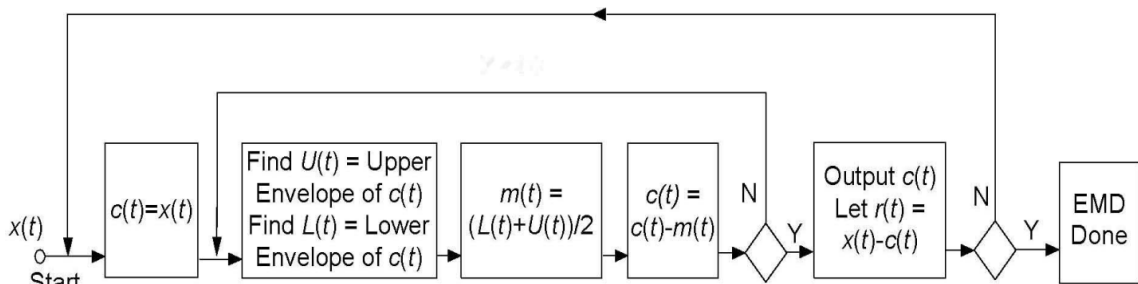 x(t)
Start
c(t)=x(t)
Find U(t) = Upper
Envelope of c(t)
Find L(t) = Lower
Envelope of c(t)
m(t) =
(L(t)+U(t))/2
c(t) =
c(t)-m(t)
N
Y
Output c(t)
Let r(t) =
x(t)-c(t)
N
Y
EMD
Done